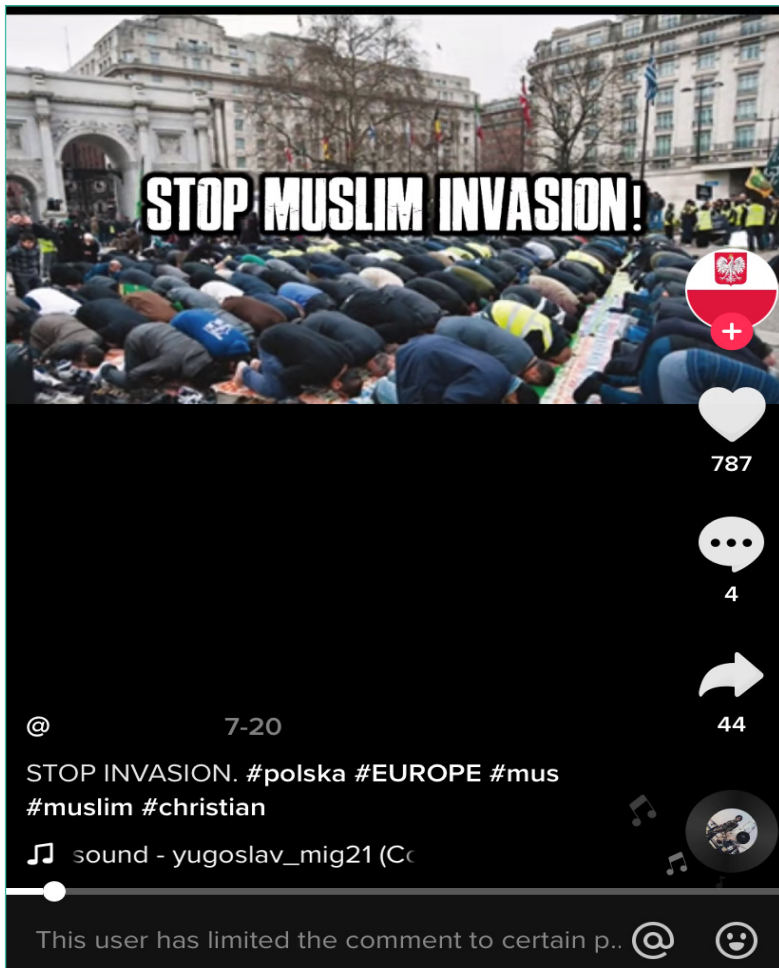 STOP MUSLIM INVASION!
787
4
44
@ 7-20
STOP INVASION. #polska #EUROPE #mus
#muslim #christian
sound - yugoslav_mig21 (Cc
This user has limited the comment to certain p..